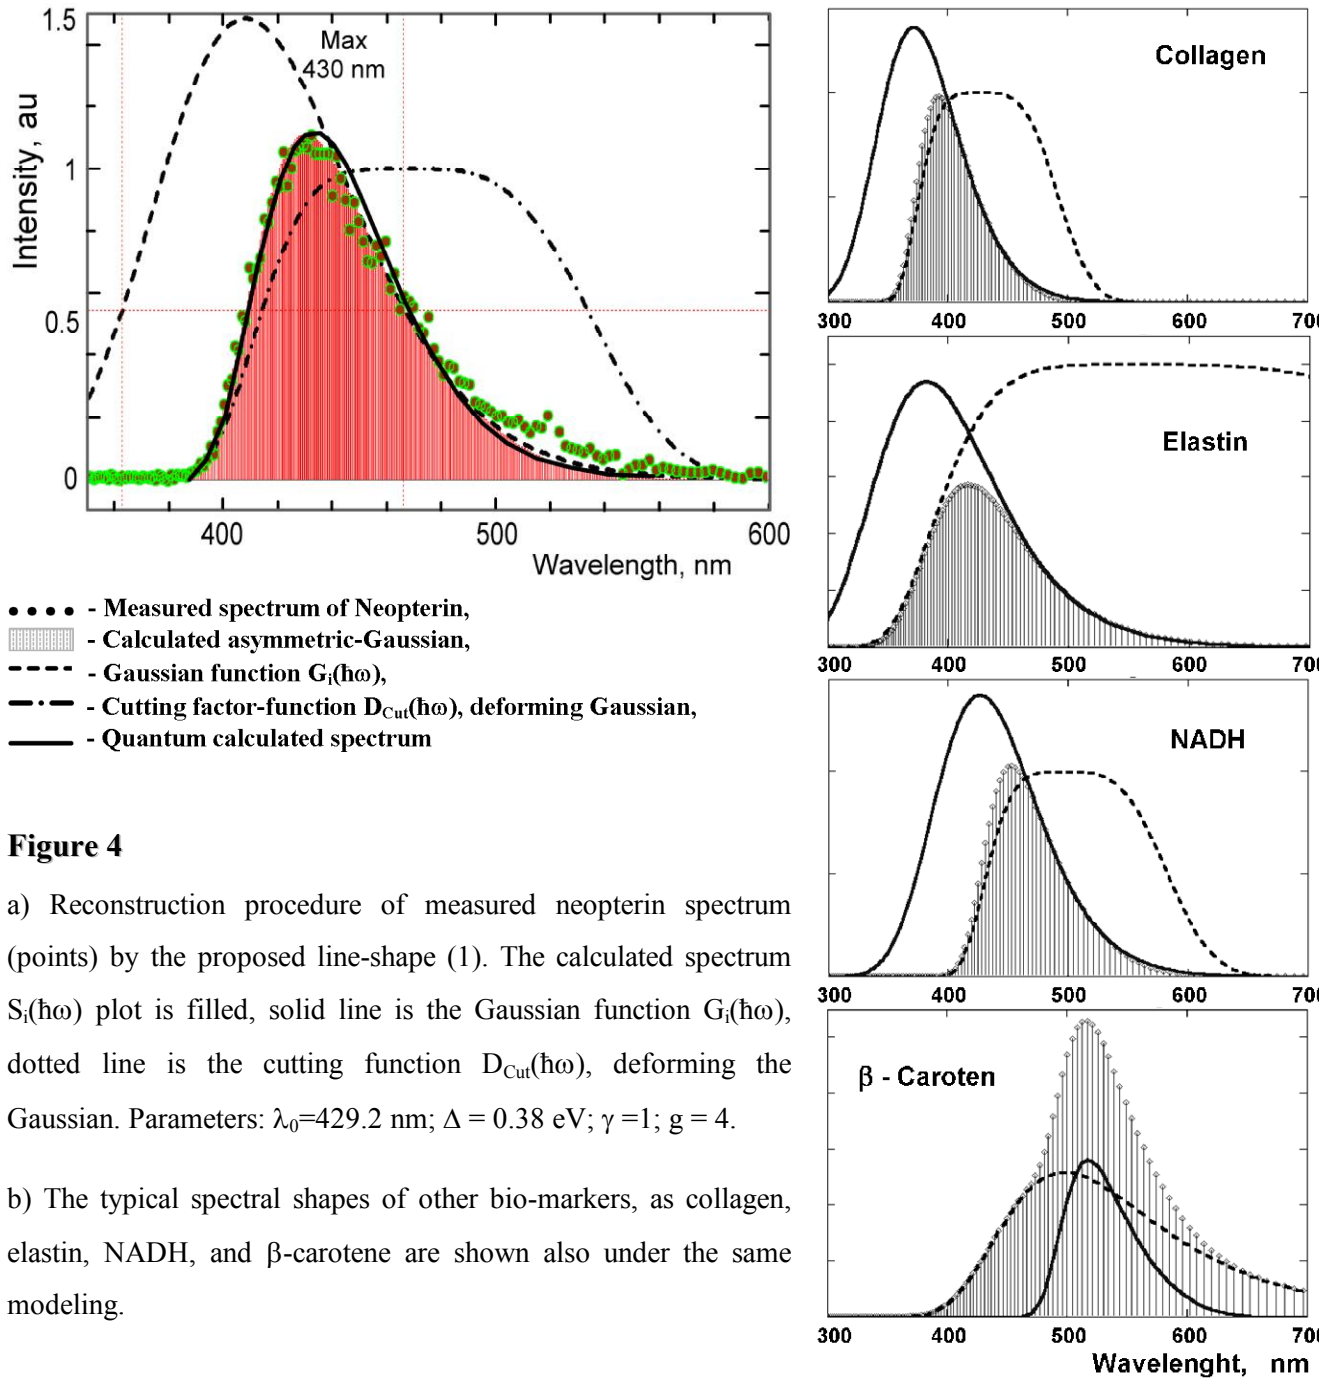 1.5
1
0.5
0
Intensity, au
Max
430 nm
400
500
600
Wavelength, nm
- Measured spectrum of Neopterin,
- Calculated asymmetric-Gaussian,
- Gaussian function Gi(ħω),
- Cutting factor-function DCut(ħω), deforming Gaussian,
- Quantum calculated spectrum
Figure 4
a) Reconstruction procedure of measured neopterin spectrum
(points) by the proposed line-shape (1). The calculated spectrum
Si(ħω) plot is filled, solid line is the Gaussian function Gi(ħω),
dotted line is the cutting function DCut(ħω), deforming the
Gaussian. Parameters: λ0=429.2 nm; Δ = 0.38 eV; γ =1; g = 4.
b) The typical spectral shapes of other bio-markers, as collagen,
elastin, NADH, and β-carotene are shown also under the same
modeling.
Collagen
300 400 500 600 700
Elastin
300 400 500 600 700
NADH
300 400 500 600 700
β - Caroten
300 400 500 600 700
Wavelenght, nm